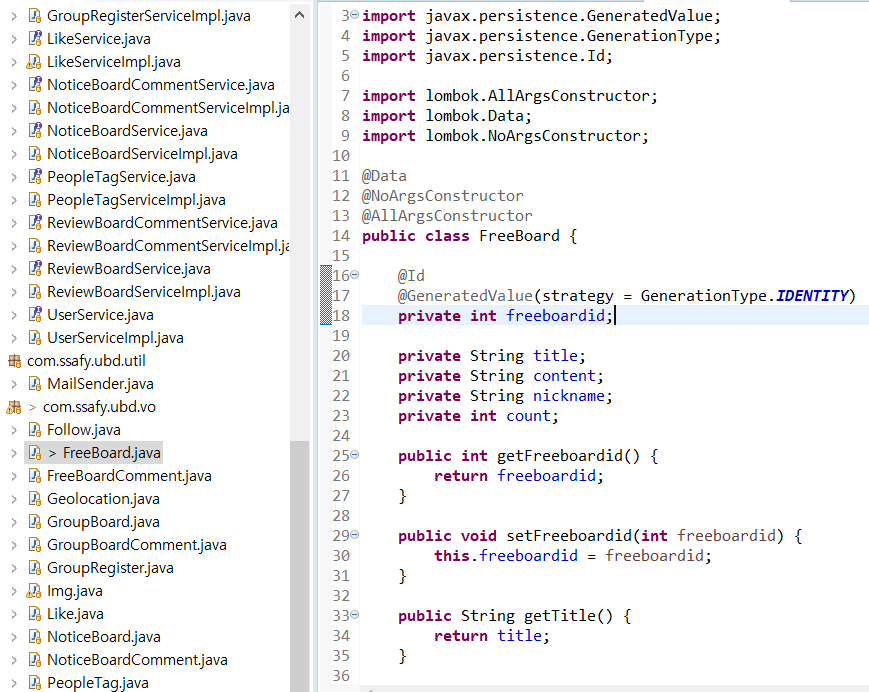 GroupRegisterServiceImpl.java
LikeService.java
LikeServiceImpl.java
NoticeBoardCommentService.java
NoticeBoardCommentServiceImpl.ja
NoticeBoardService.java
NoticeBoardServiceImpl.java
PeopleTagService.java
PeopleTagServiceImpl.java
ReviewBoardCommentService.java
ReviewBoardCommentServiceImpl.ja
ReviewBoardService.java
ReviewBoardServiceImpl.java
UserService.java
UserServiceImpl.java
com.ssafy.ubd.util
MailSender.java
> com.ssafy.ubd.vo
Follow.java
> FreeBoard.java
FreeBoardComment.java
Geolocation.java
GroupBoard.java
GroupBoardComment.java
GroupRegister.java
Img.java
Like.java
NoticeBoard.java
NoticeBoardComment.java
PeopleTag.java
3 import javax.persistence.GeneratedValue;
4 import javax.persistence.GenerationType;
5 import javax.persistence.Id;
6
7 import lombok.AllArgsConstructor;
8 import lombok.Data;
9 import lombok.NoArgsConstructor;
10
11 @Data
12 @NoArgsConstructor
13 @AllArgsConstructor
14 public class FreeBoard {
15
16 @Id
17 @GeneratedValue(strategy = GenerationType.IDENTITY)
18 private int freeboardid;
19
20 private String title;
21 private String content;
22 private String nickname;
23 private int count;
24
25 public int getFreeboardid() {
26 return freeboardid;
27 }
28
29 public void setFreeboardid(int freeboardid) {
30 this.freeboardid = freeboardid;
31 }
32
33 public String getTitle() {
34 return title;
35 }
36